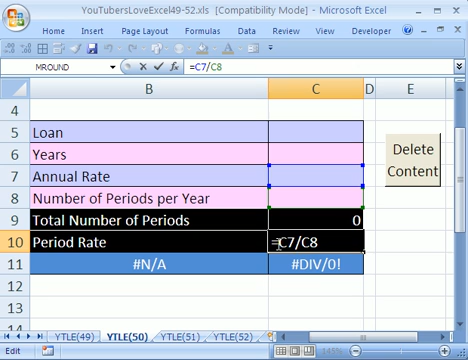 YouTubersLoveExcel49-52.xls [Compatibility Mode] - Microsoft Excel
Home Insert Page Layout Formulas Data Review View Developer
MROUND =C7/C8
B C D E F
4
5 Loan
6 Years
7 Annual Rate
8 Number of Periods per Year
9 Total Number of Periods 0
10 Period Rate =C7/C8
11 #N/A #DIV/0!
12
13
14
Delete
Content
YTLE(49) YTLE(50) YTLE(51) YTLE(52)
Edit 145%